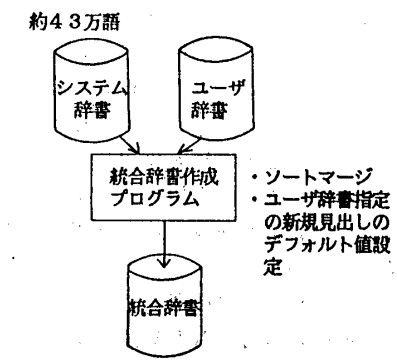 約４３万語
システム
辞書
ユーザ
辞書
統合辞書作成
プログラム
・ソートマージ
・ユーザ辞書指定
の新規見出しの
デフォルト値設
定
統合辞書